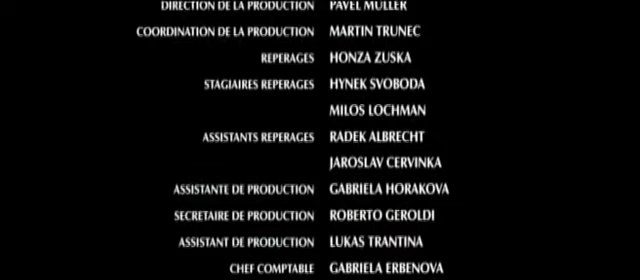 DIRECTION DE LA PRODUCTION PAVEL MULLER
COORDINATION DE LA PRODUCTION MARTIN TRUNEC
REPERAGES HONZA ZUSKA
STAGIAIRES REPERAGES HYNEK SVOBODA
MILOS LOCHMAN
ASSISTANTS REPERAGES RADEK ALBRECHT
JAROSLAV CERVINKA
ASSISTANTE DE PRODUCTION GABRIELA HORAKOVA
SECRETAIRE DE PRODUCTION ROBERTO GEROLDI
ASSISTANT DE PRODUCTION LUKAS TRANTINA
CHEF COMPTABLE GABRIELA ERBENOVA